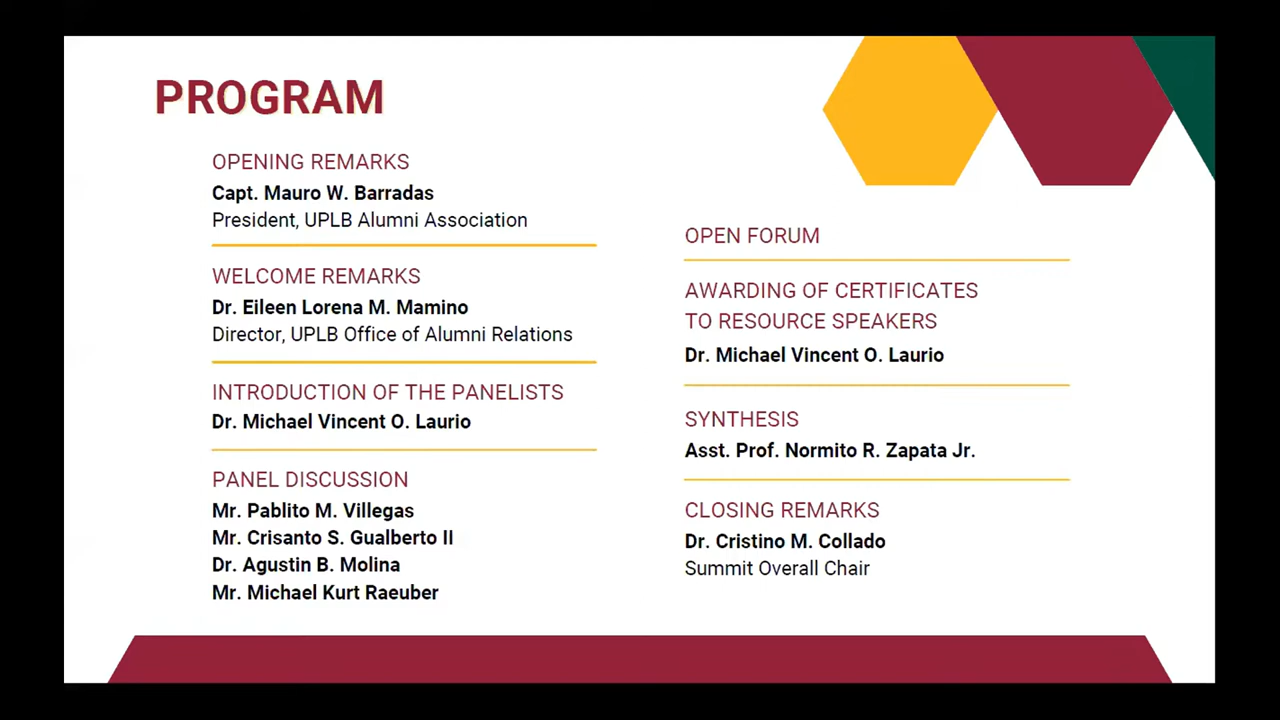 PROGRAM
OPENING REMARKS
Capt. Mauro W. Barradas
President, UPLB Alumni Association
WELCOME REMARKS
Dr. Eileen Lorena M. Mamino
Director, UPLB Office of Alumni Relations
INTRODUCTION OF THE PANELISTS
Dr. Michael Vincent O. Laurio
PANEL DISCUSSION
Mr. Pablito M. Villegas
Mr. Crisanto S. Gualberto II
Dr. Agustin B. Molina
Mr. Michael Kurt Raeuber
OPEN FORUM
AWARDING OF CERTIFICATES
TO RESOURCE SPEAKERS
Dr. Michael Vincent O. Laurio
SYNTHESIS
Asst. Prof. Normito R. Zapata Jr.
CLOSING REMARKS
Dr. Cristino M. Collado
Summit Overall Chair